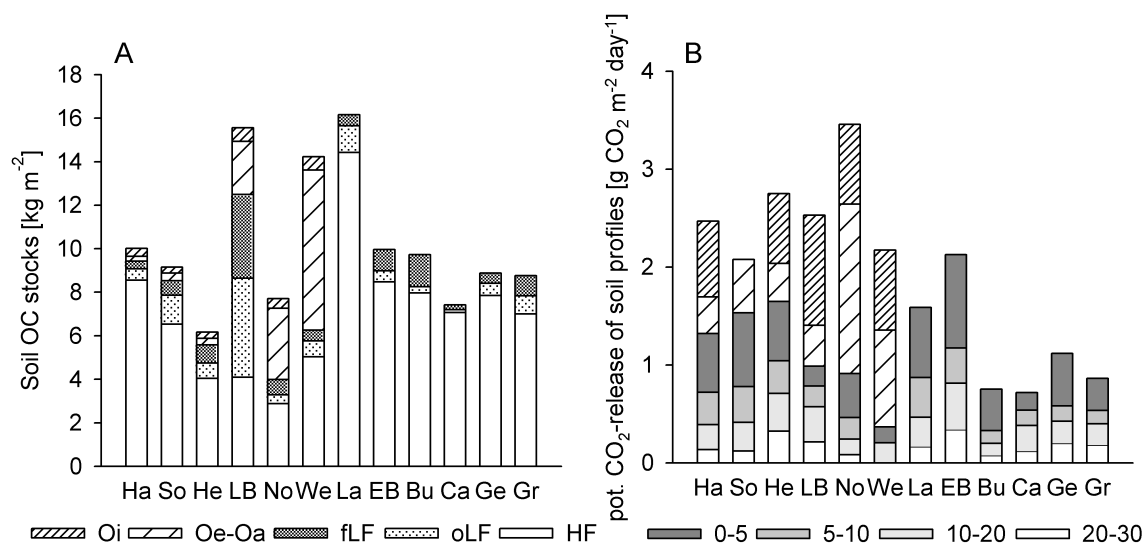 A
Soil OC stocks [kg m⁻²]
18
16
14
12
10
8
6
4
2
0
Ha So He LB No We La EB Bu Ca Ge Gr
Oi Oe-Oa fLF oLF HF
B
pot. CO₂-release of soil profiles [g CO₂ m⁻² day⁻¹]
4
3
2
1
0
Ha So He LB No We La EB Bu Ca Ge Gr
0-5 5-10 10-20 20-30